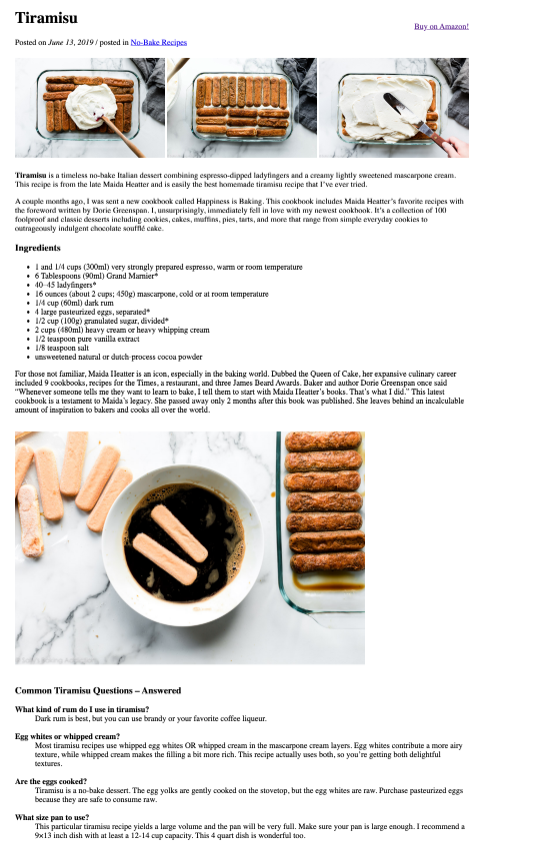 Tiramisu
Buy on Amazon!
Posted on June 13, 2019 / posted in No-Bake Recipes
Tiramisu is a timeless no-bake Italian dessert combining espresso-dipped ladyfingers and a creamy lightly sweetened mascarpone cream.
This recipe is from the late Maida Heatter and is easily the best homemade tiramisu recipe that I've ever tried.
A couple months ago, I was sent a new cookbook called Happiness is Baking. This cookbook includes Maida Heatter's favorite recipes with
the foreword written by Dorie Greenspan. I, unsurprisingly, immediately fell in love with my newest cookbook. It's a collection of 100
foolproof and classic desserts including cookies, cakes, muffins, pies, tarts, and more that range from simple everyday cookies to
outrageously indulgent chocolate soufflé cake.
Ingredients
1 and 1/4 cups (300ml) very strongly prepared espresso, warm or room temperature
6 Tablespoons (90ml) Grand Marnier*
40–45 ladyfingers*
16 ounces (about 2 cups; 450g) mascarpone, cold or at room temperature
1/4 cup (60ml) dark rum
4 large pasteurized eggs, separated*
1/2 cup (100g) granulated sugar, divided*
2 cups (480ml) heavy cream or heavy whipping cream
1/2 teaspoon pure vanilla extract
1/8 teaspoon salt
unsweetened natural or dutch-process cocoa powder
For those not familiar, Maida Heatter is an icon, especially in the baking world. Dubbed the Queen of Cake, her expansive culinary career
included 9 cookbooks, recipes for the Times, a restaurant, and three James Beard Awards. Baker and author Dorie Greenspan once said
"Whenever someone tells me they want to learn to bake, I tell them to start with Maida Heatter's books. That's what I did." This latest
cookbook is a testament to Maida's legacy. She passed away only 2 months after this book was published. She leaves behind an incalculable
amount of inspiration to bakers and cooks all over the world.
Common Tiramisu Questions – Answered
What kind of rum do I use in tiramisu?
Dark rum is best, but you can use brandy or your favorite coffee liqueur.
Egg whites or whipped cream?
Most tiramisu recipes use whipped egg whites OR whipped cream in the mascarpone cream layers. Egg whites contribute a more airy
texture, while whipped cream makes the filling a bit more rich. This recipe actually uses both, so you're getting both delightful
textures.
Are the eggs cooked?
Tiramisu is a no-bake dessert. The egg yolks are gently cooked on the stovetop, but the egg whites are raw. Purchase pasteurized eggs
because they are safe to consume raw.
What size pan to use?
This particular tiramisu recipe yields a large volume and the pan will be very full. Make sure your pan is large enough. I recommend a
9×13 inch dish with at least a 12-14 cup capacity. This 4 quart dish is wonderful too.